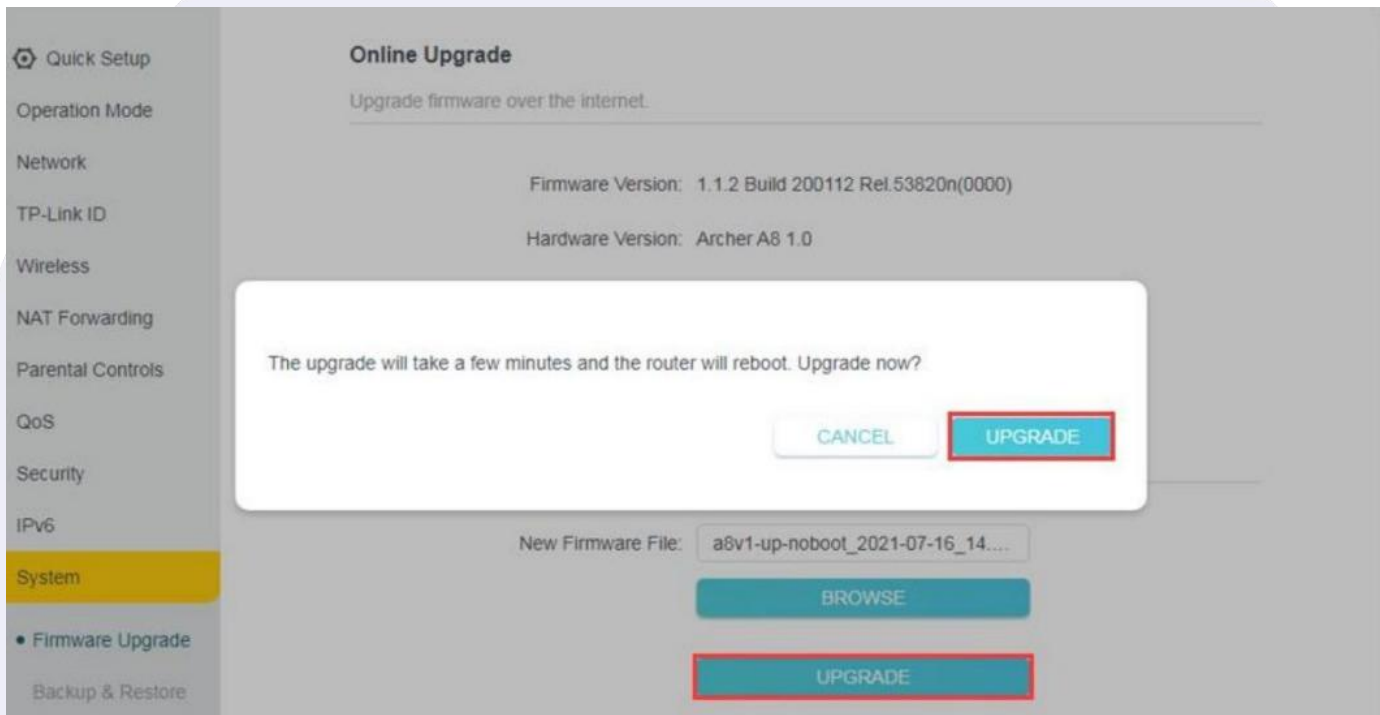 Quick Setup
Operation Mode
Network
TP-Link ID
Wireless
NAT Forwarding
Parental Controls
QoS
Security
IPv6
System
Firmware Upgrade
Backup & Restore
Online Upgrade
Upgrade firmware over the internet.
Firmware Version: 1.1.2 Build 200112 Rel.53820n(0000)
Hardware Version: Archer A8 1.0
The upgrade will take a few minutes and the router will reboot. Upgrade now?
CANCEL UPGRADE
New Firmware File: a8v1-up-noboot_2021-07-16_14....
BROWSE
UPGRADE